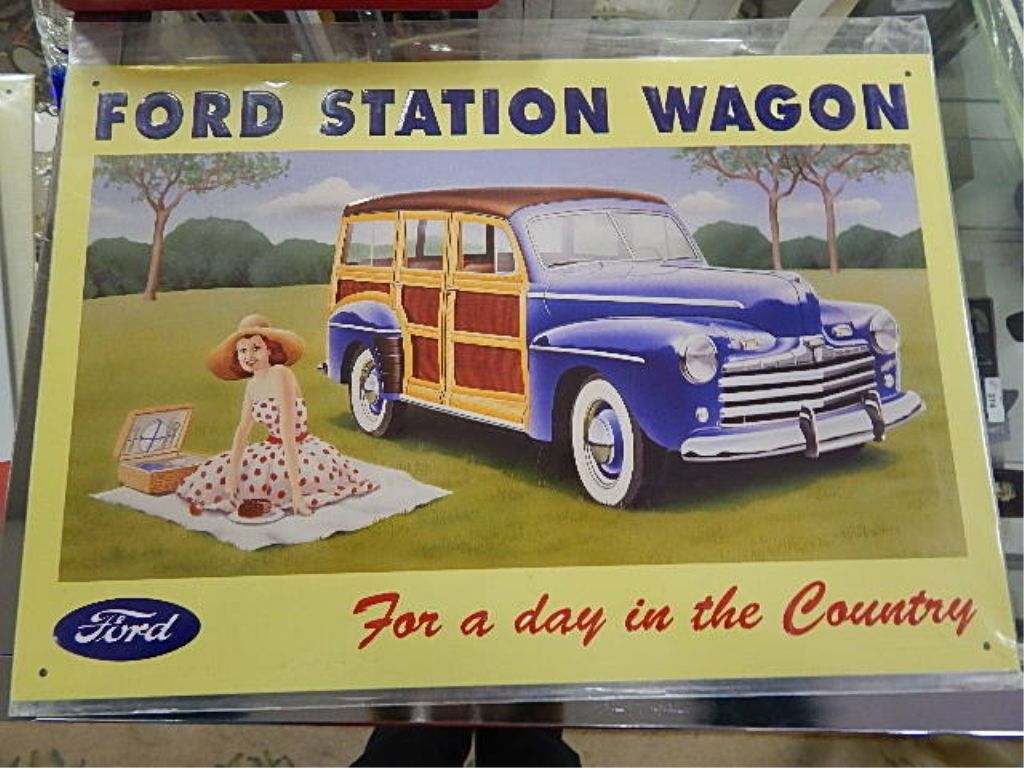 FORD STATION WAGON
Ford
For a day in the Country